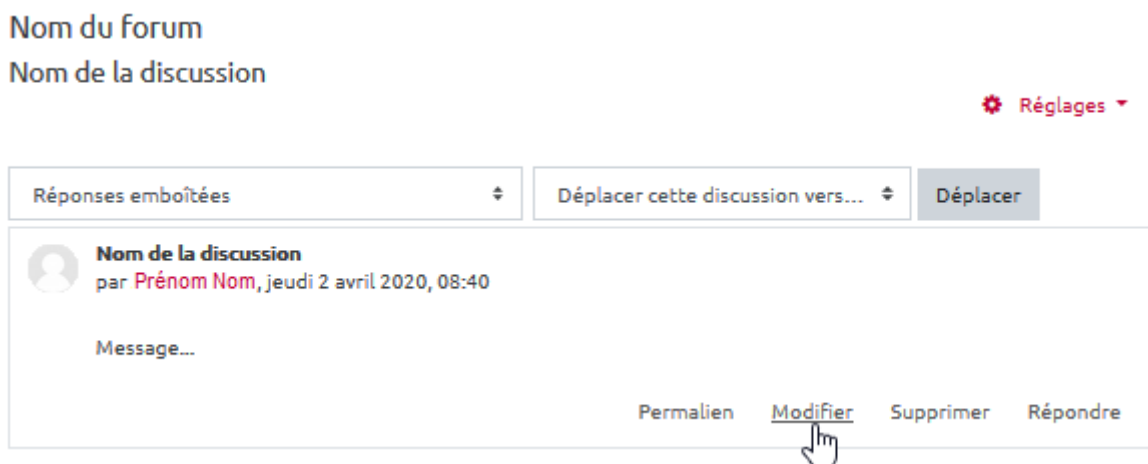 Nom du forum
Nom de la discussion
Réglages
Réponses emboîtées Déplacer cette discussion vers... Déplacer
Nom de la discussion
par Prénom Nom, jeudi 2 avril 2020, 08:40
Message...
Permalien Modifier Supprimer Répondre